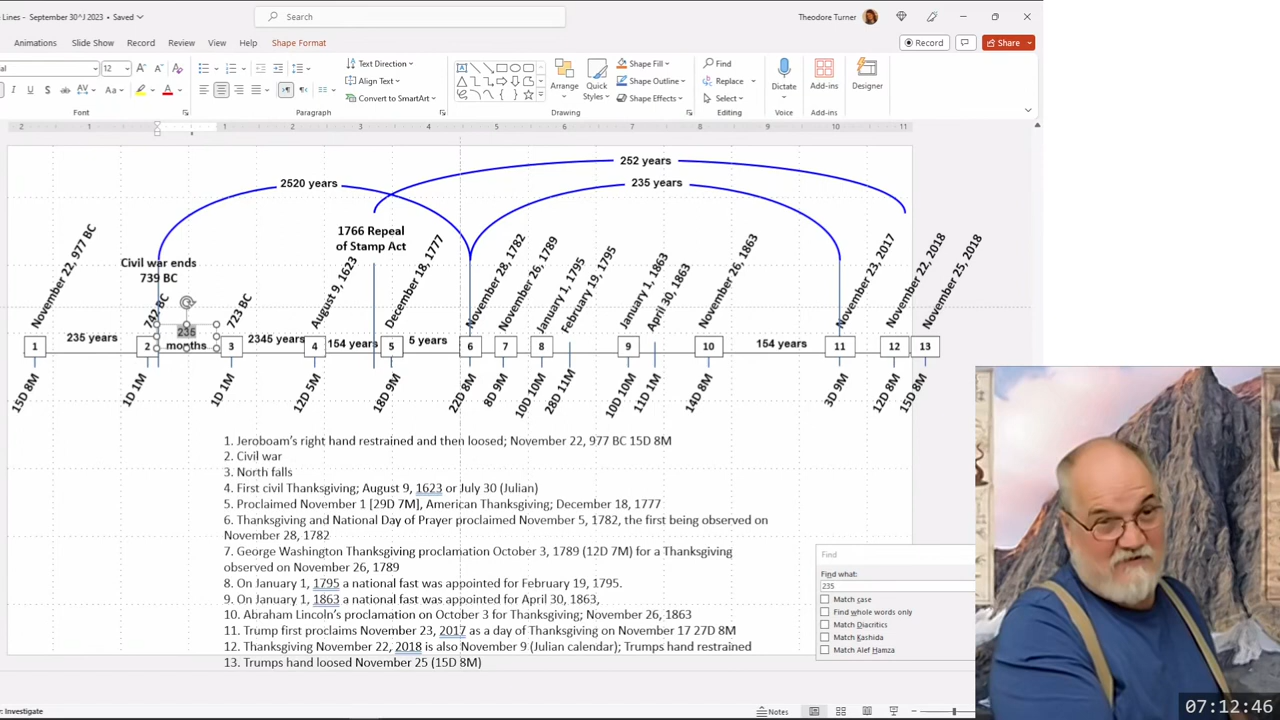 Lines - September 30^J 2023 • Saved
Search
Theodore Turner
Animations
Slide Show
Record
Review
View
Help
Shape Format
Record
Share
12
Text Direction
Align Text
Convert to SmartArt
Arrange
Quick
Styles
Shape Fill
Shape Outline
Shape Effects
Find
Replace
Select
Dictate
Add-ins
Designer
Font
Paragraph
Drawing
Editing
Voice
Add-ins
252 years
2520 years
235 years
1766 Repeal
of Stamp Act
Civil war ends
739 BC
November 22, 977 BC
742 BC
723 BC
August 9, 1623
December 18, 1777
November 28, 1782
November 26, 1789
January 1, 1795
February 19, 1795
January 1, 1863
April 30, 1863
November 26, 1863
November 23, 2017
November 22, 2018
November 25, 2018
235 years
236
months
2345 years
154 years
5 years
154 years
1
2
3
4
5
6
7
8
9
10
11
12
13
15D 8M
1D 1M
1D 1M
12D 5M
18D 9M
22D 8M
8D 9M
10D 10M
28D 11M
10D 10M
11D 1M
14D 8M
3D 9M
12D 8M
15D 8M
1. Jeroboam's right hand restrained and then loosed; November 22, 977 BC 15D 8M
2. Civil war
3. North falls
4. First civil Thanksgiving; August 9, 1623 or July 30 (Julian)
5. Proclaimed November 1 [29D 7M], American Thanksgiving; December 18, 1777
6. Thanksgiving and National Day of Prayer proclaimed November 5, 1782, the first being observed on
November 28, 1782
7. George Washington Thanksgiving proclamation October 3, 1789 (12D 7M) for a Thanksgiving
observed on November 26, 1789
8. On January 1, 1795 a national fast was appointed for February 19, 1795.
9. On January 1, 1863 a national fast was appointed for April 30, 1863,
10. Abraham Lincoln's proclamation on October 3 for Thanksgiving; November 26, 1863
11. Trump first proclaims November 23, 2017 as a day of Thanksgiving on November 17 27D 8M
12. Thanksgiving November 22, 2018 is also November 9 (Julian calendar); Trumps hand restrained
13. Trumps hand loosed November 25 (15D 8M)
Find
Find what:
235
Match case
Find whole words only
Match Diacritics
Match Kashida
Match Alef Hamza
Investigate
Notes
07:12:46